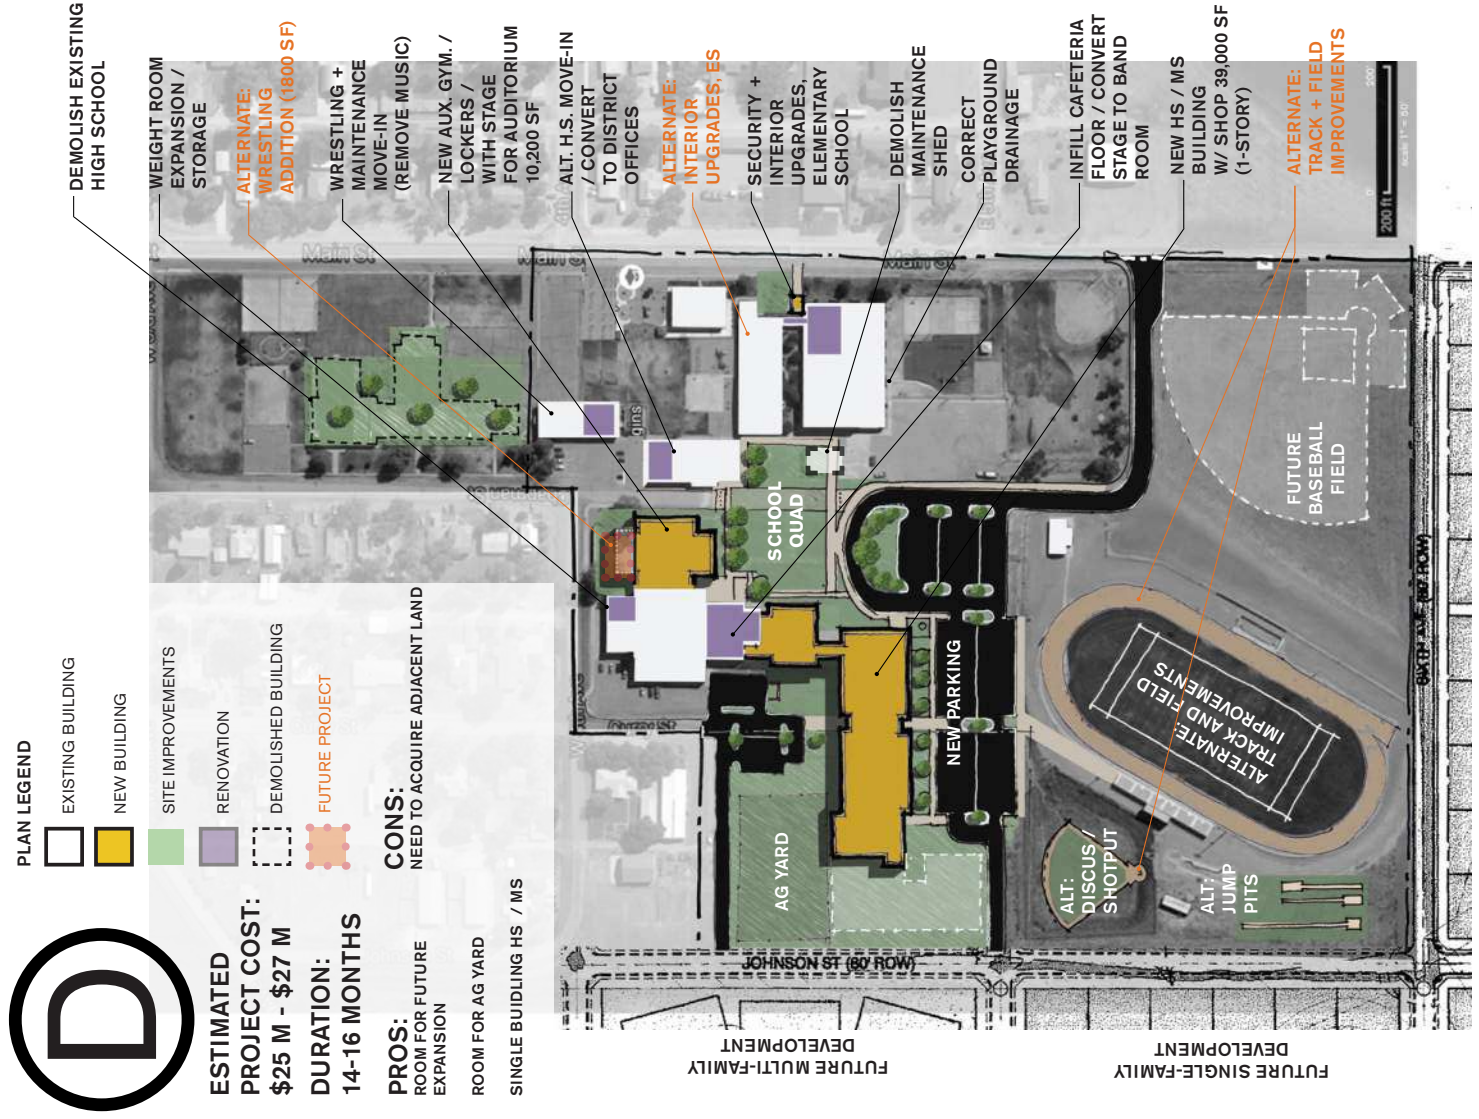 D
ESTIMATED
PROJECT COST:
$25 M - $27 M
DURATION:
14-16 MONTHS
PROS:
ROOM FOR FUTURE
EXPANSION
ROOM FOR AG YARD
SINGLE BUIDLING HS / MS
PLAN LEGEND
EXISTING BUILDING
NEW BUILDING
SITE IMPROVEMENTS
RENOVATION
DEMOLISHED BUILDING
FUTURE PROJECT
CONS:
NEED TO ACQUIRE ADJACENT LAND
DEMOLISH EXISTING
HIGH SCHOOL
WEIGHT ROOM
EXPANSION /
STORAGE
ALTERNATE:
WRESTLING
ADDITION (1800 SF)
WRESTLING +
MAINTENANCE
MOVE-IN
(REMOVE MUSIC)
NEW AUX. GYM. /
LOCKERS /
WITH STAGE
FOR AUDITORIUM
10,200 SF
ALT. H.S. MOVE-IN
/ CONVERT
TO DISTRICT
OFFICES
ALTERNATE:
INTERIOR
UPGRADES, ES
SECURITY +
INTERIOR
UPGRADES,
ELEMENTARY
SCHOOL
DEMOLISH
MAINTENANCE
SHED
CORRECT
PLAYGROUND
DRAINAGE
INFILL CAFETERIA
FLOOR / CONVERT
STAGE TO BAND
ROOM
NEW HS / MS
BUILDING
W/ SHOP 39,000 SF
(1-STORY)
ALTERNATE:
TRACK + FIELD
IMPROVEMENTS
Main St
Main St
Main St
SCHOOL
QUAD
NEW PARKING
AG YARD
FUTURE
BASEBALL
FIELD
ALTERNATE:
TRACK AND FIELD
IMPROVEMENTS
ALT:
DISCUS /
SHOTPUT
ALT:
JUMP
PITS
JOHNSON ST (80' ROW)
FUTURE MULTI-FAMILY
DEVELOPMENT
FUTURE SINGLE-FAMILY
DEVELOPMENT
200 ft
0'
200'
scale 1" = 50'